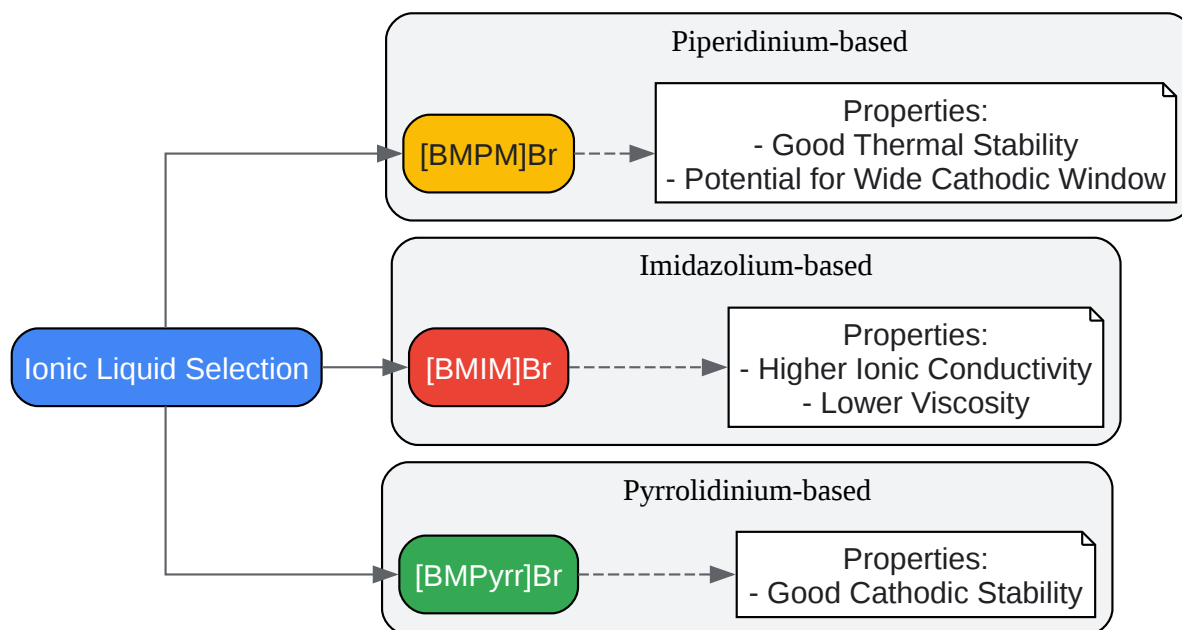 Piperidinium-based
[BMPM]Br
Properties:
- Good Thermal Stability
- Potential for Wide Cathodic Window
Imidazolium-based
Ionic Liquid Selection
[BMIM]Br
Properties:
- Higher Ionic Conductivity
- Lower Viscosity
Pyrrolidinium-based
[BMPyrr]Br
Properties:
- Good Cathodic Stability